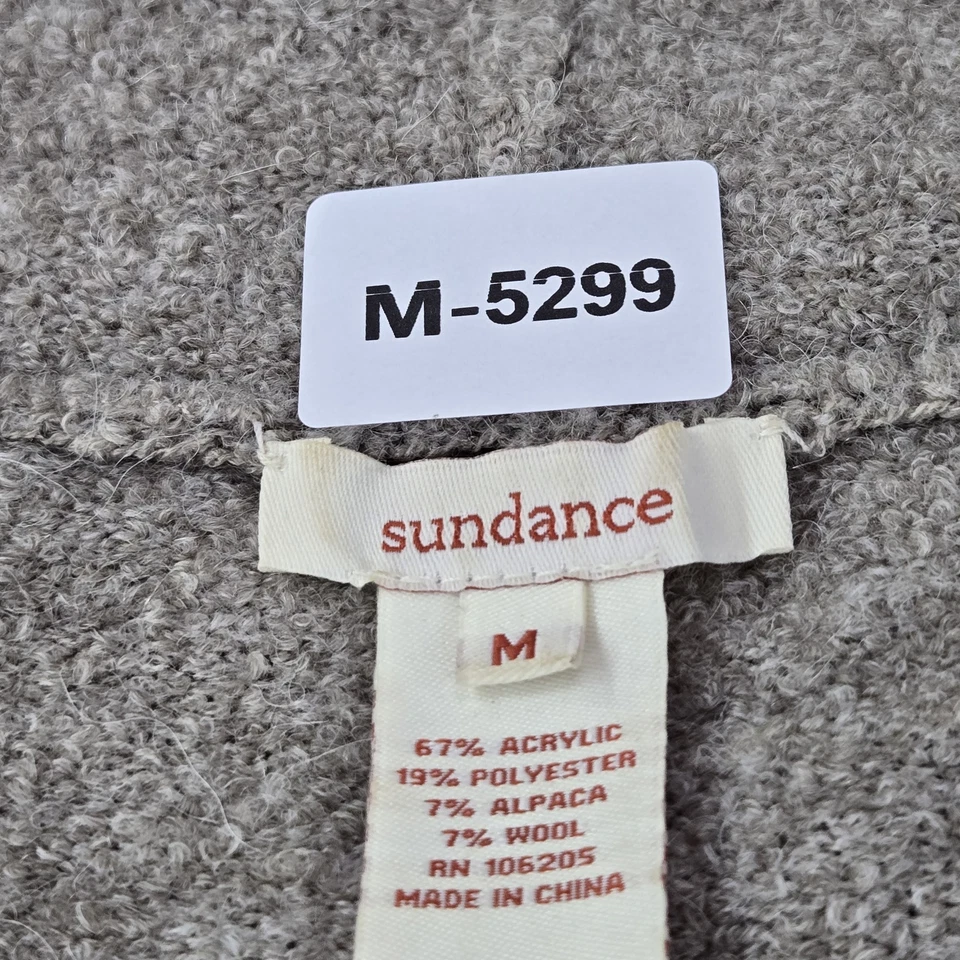 M-5299
sundance
M
67% ACRYLIC
19% POLYESTER
7% ALPACA
7% WOOL
RN 106205
MADE IN CHINA